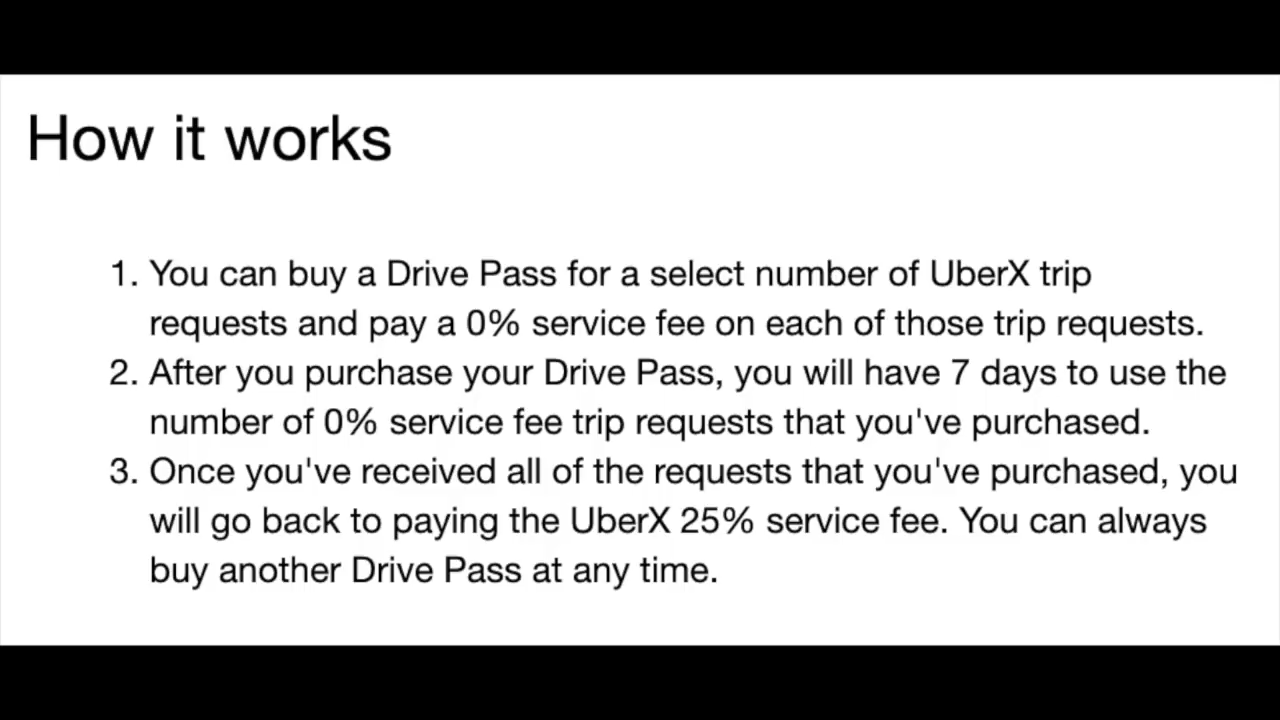 How it works
1. You can buy a Drive Pass for a select number of UberX trip
requests and pay a 0% service fee on each of those trip requests.
2. After you purchase your Drive Pass, you will have 7 days to use the
number of 0% service fee trip requests that you've purchased.
3. Once you've received all of the requests that you've purchased, you
will go back to paying the UberX 25% service fee. You can always
buy another Drive Pass at any time.